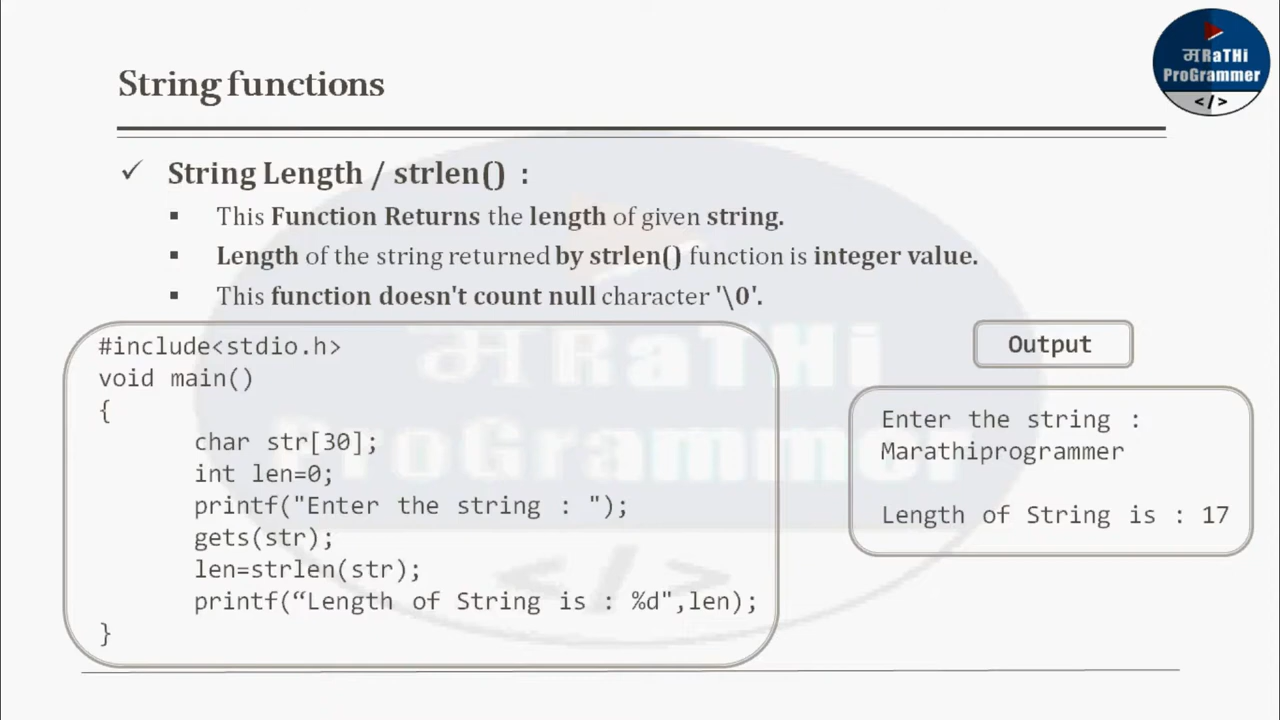 मRaTHi
ProGrammer
</>
String functions
✓ String Length / strlen() :
▪ This Function Returns the length of given string.
▪ Length of the string returned by strlen() function is integer value.
▪ This function doesn't count null character '\0'.
#include<stdio.h>
void main()
{
char str[30];
int len=0;
printf("Enter the string : ");
gets(str);
len=strlen(str);
printf(“Length of String is : %d",len);
}
Output
Enter the string :
Marathiprogrammer
Length of String is : 17
मRaTHi
ProGrammer
</>